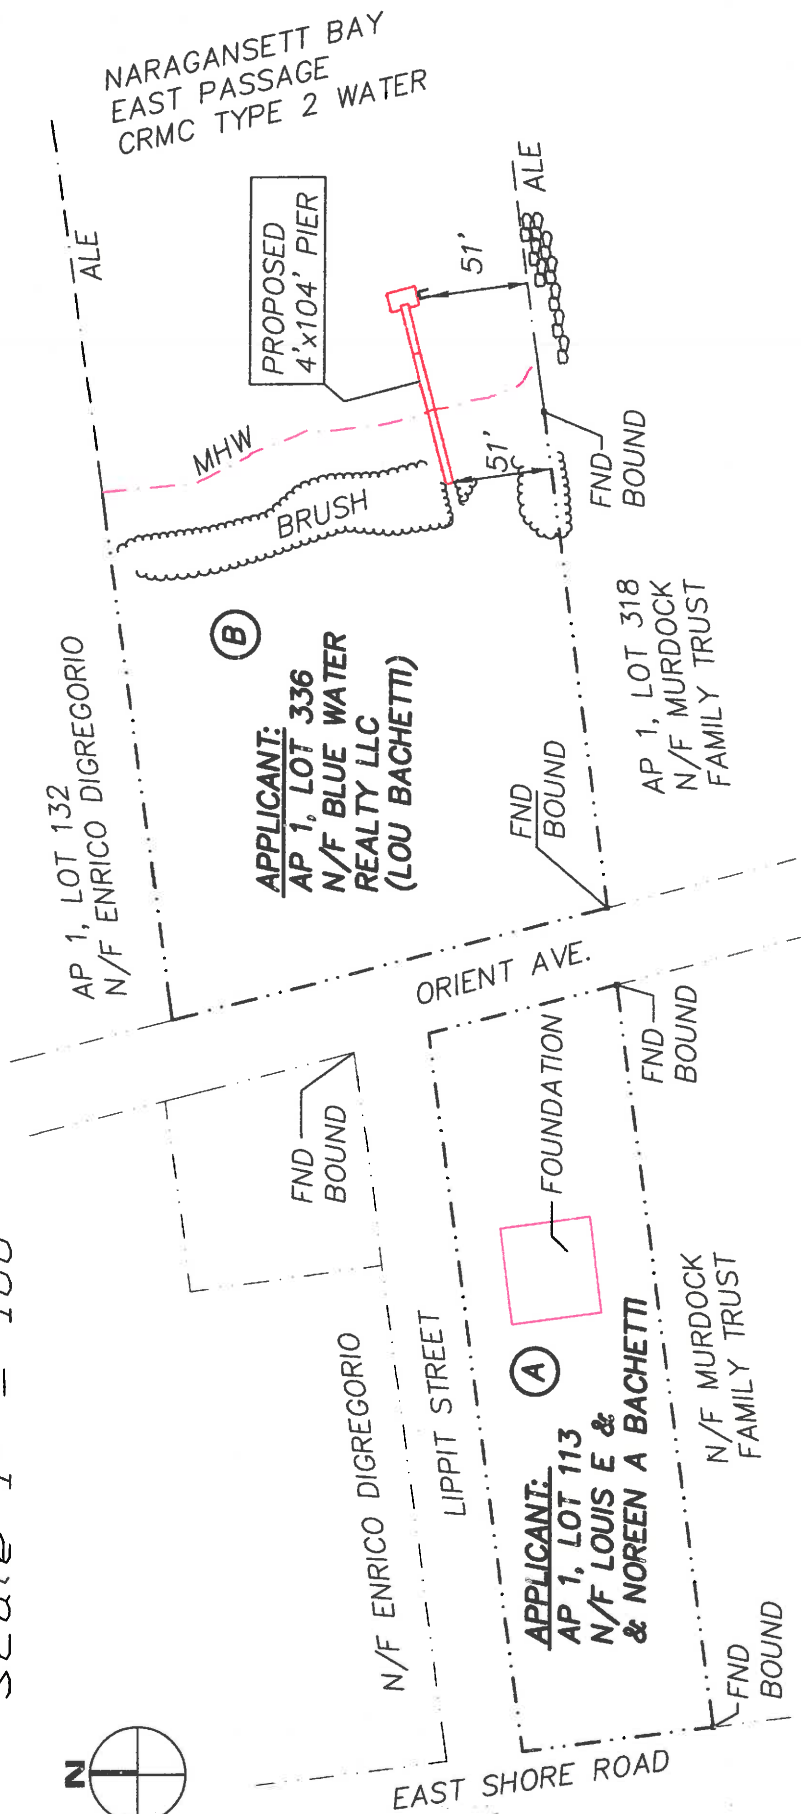 NARAGANSETT BAY
EAST PASSAGE
CRMC TYPE 2 WATER
ALE
PROPOSED
4'x104' PIER
51'
ALE
MHW
51'
BRUSH
FND
BOUND
AP 1, LOT 132
N/F ENRICO DIGREGORIO
B
APPLICANT:
AP 1, LOT 336
N/F BLUE WATER
REALTY LLC
(LOU BACHETTI)
AP 1, LOT 318
N/F MURDOCK
FAMILY TRUST
FND
BOUND
ORIENT AVE.
FND
BOUND
FND
BOUND
FOUNDATION
N/F ENRICO DIGREGORIO
LIPPIT STREET
A
APPLICANT:
AP 1, LOT 113
N/F LOUIS E &
& NOREEN A BACHETTI
N/F MURDOCK
FAMILY TRUST
FND
BOUND
EAST SHORE ROAD
N